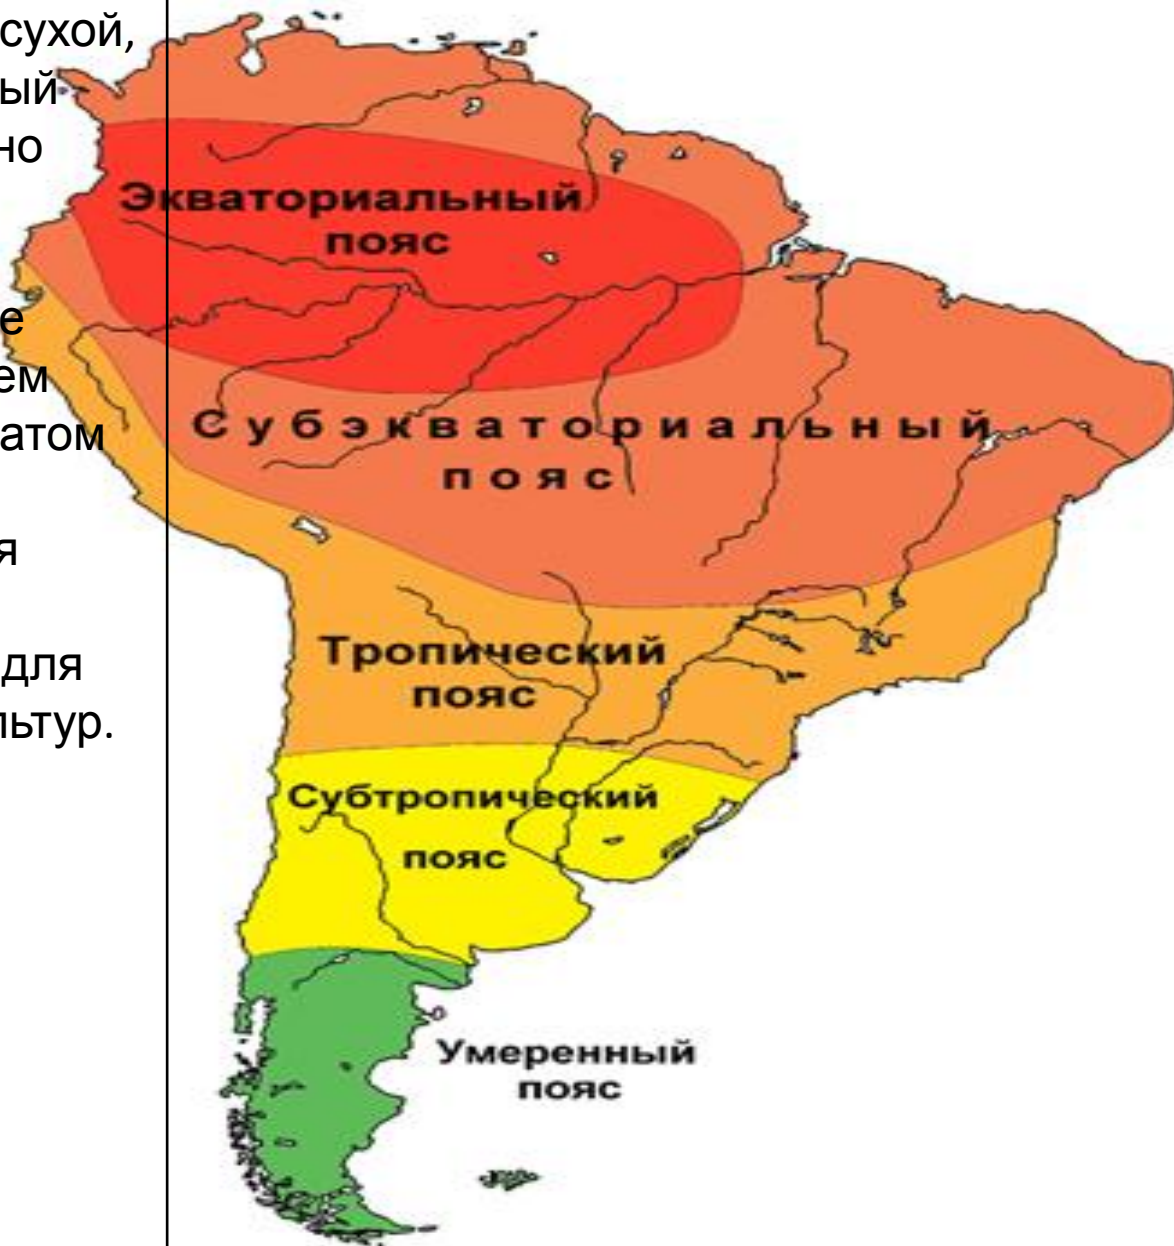 сухой,
ый
но
е
ем
атом
я
для
льтур.
Экваториальный
пояс
Субэкваториальный
пояс
Тропический
пояс
Субтропический
пояс
Умеренный
пояс